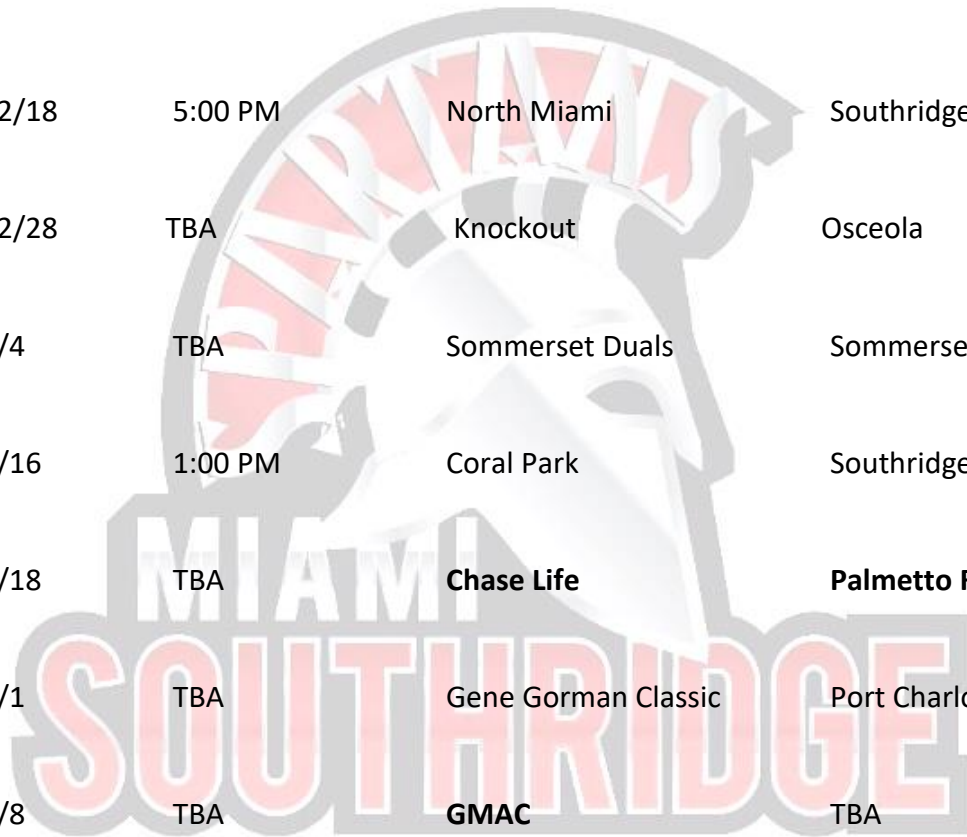 SPARTANS
2/18 5:00 PM North Miami Southridge
2/28 TBA Knockout Osceola
/4 TBA Sommerset Duals Sommerse
/16 1:00 PM Coral Park Southridge
MIAMI
/18 TBA Chase Life Palmetto
SOUTHRIDGE
/1 TBA Gene Gorman Classic Port Charlo
/8 TBA GMAC TBA